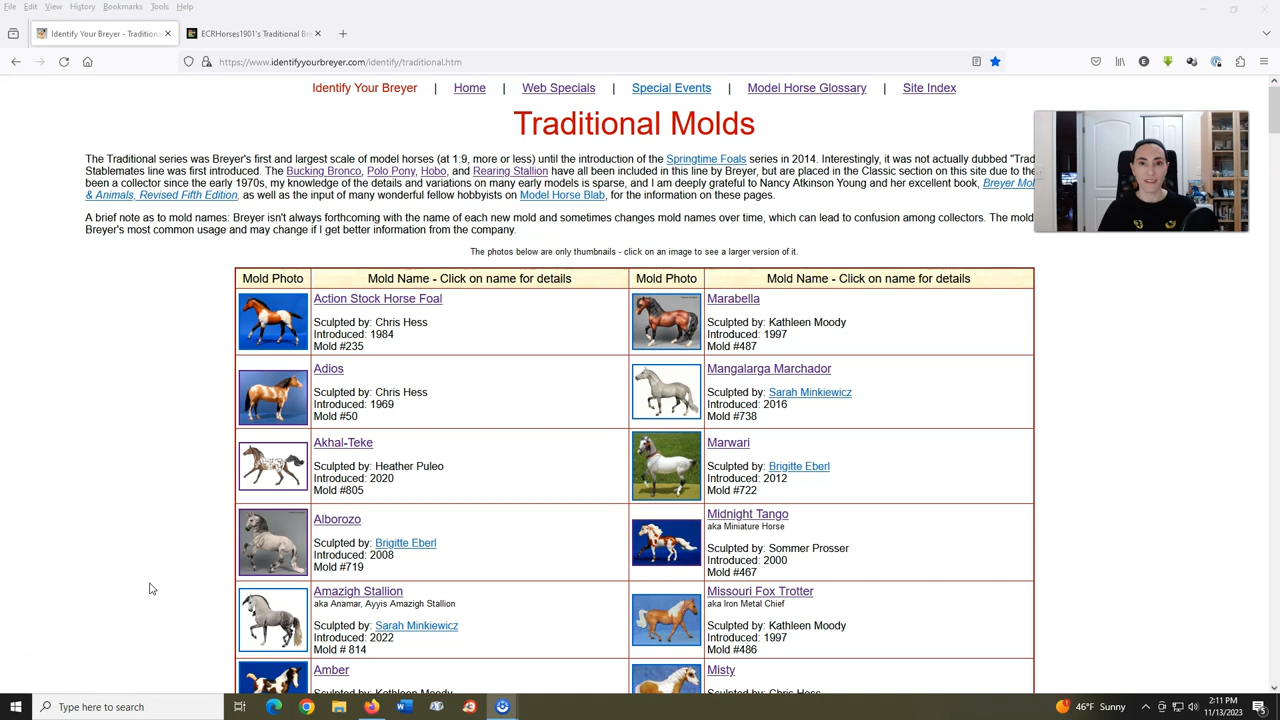 File Edit View History Bookmarks Tools Help
Identify Your Breyer - Traditiona
ECRHorses1901's Traditional Br
https://www.identifyyourbreyer.com/identify/traditional.htm
Identify Your Breyer | Home | Web Specials | Special Events | Model Horse Glossary | Site Index
Traditional Molds
The Traditional series was Breyer's first and largest scale of model horses (at 1:9, more or less) until the introduction of the Springtime Foals series in 2014. Interestingly, it was not actually dubbed "Trad
Stablemates line was first introduced. The Bucking Bronco, Polo Pony, Hobo, and Rearing Stallion have all been included in this line by Breyer, but are placed in the Classic section on this site due to the
been a collector since the early 1970s, my knowledge of the details and variations on many early models is sparse, and I am deeply grateful to Nancy Atkinson Young and her excellent book, Breyer Mol
& Animals, Revised Fifth Edition, as well as the input of many wonderful fellow hobbyists on Model Horse Blab, for the information on these pages.
A brief note as to mold names: Breyer isn't always forthcoming with the name of each new mold and sometimes changes mold names over time, which can lead to confusion among collectors. The mold
Breyer's most common usage and may change if I get better information from the company.
The photos below are only thumbnails - click on an image to see a larger version of it.
Mold Photo Mold Name - Click on name for details Mold Photo Mold Name - Click on name for details
Action Stock Horse Foal
Sculpted by: Chris Hess
Introduced: 1984
Mold #235
Marabella
Sculpted by: Kathleen Moody
Introduced: 1997
Mold #487
Adios
Sculpted by: Chris Hess
Introduced: 1969
Mold #50
Mangalarga Marchador
Sculpted by: Sarah Minkiewicz
Introduced: 2016
Mold #738
Akhal-Teke
Sculpted by: Heather Puleo
Introduced: 2020
Mold #805
Marwari
Sculpted by: Brigitte Eberl
Introduced: 2012
Mold #722
Alborozo
Sculpted by: Brigitte Eberl
Introduced: 2008
Mold #719
Midnight Tango
aka Miniature Horse
Sculpted by: Sommer Prosser
Introduced: 2000
Mold #467
Amazigh Stallion
aka Anamar, Ayyis Amazigh Stallion
Sculpted by: Sarah Minkiewicz
Introduced: 2022
Mold # 814
Missouri Fox Trotter
aka Iron Metal Chief
Sculpted by: Kathleen Moody
Introduced: 1997
Mold #486
Amber
Sculpted by: Kathleen Moody
Misty
Sculpted by: Chris Hess
Type here to search
46°F Sunny
2:11 PM
11/13/2023